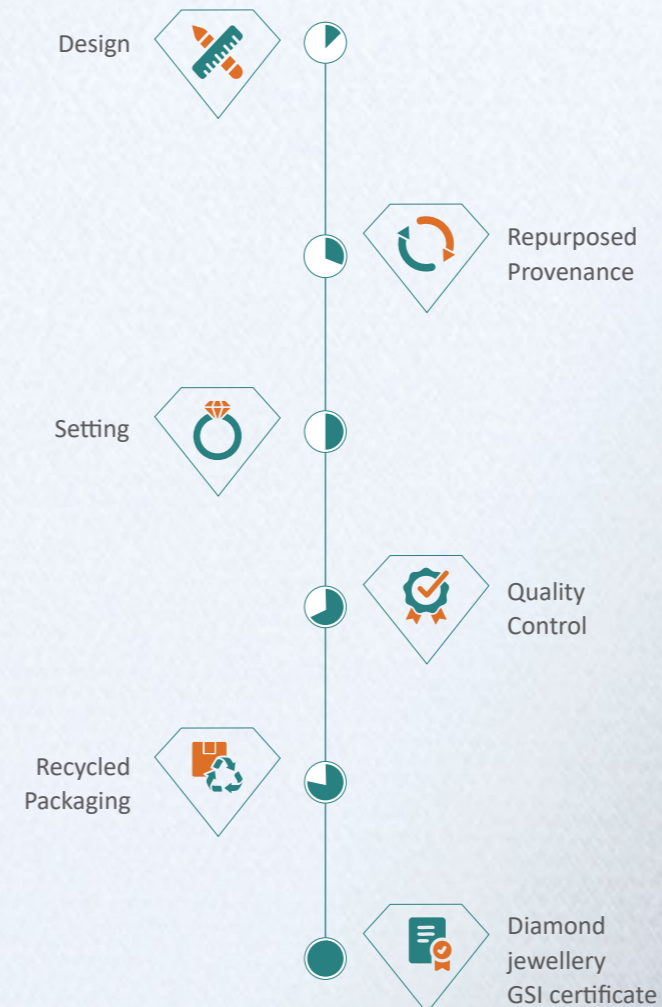 Design
Repurposed
Provenance
Setting
Quality
Control
Recycled
Packaging
Diamond
jewellery
GSI certificate